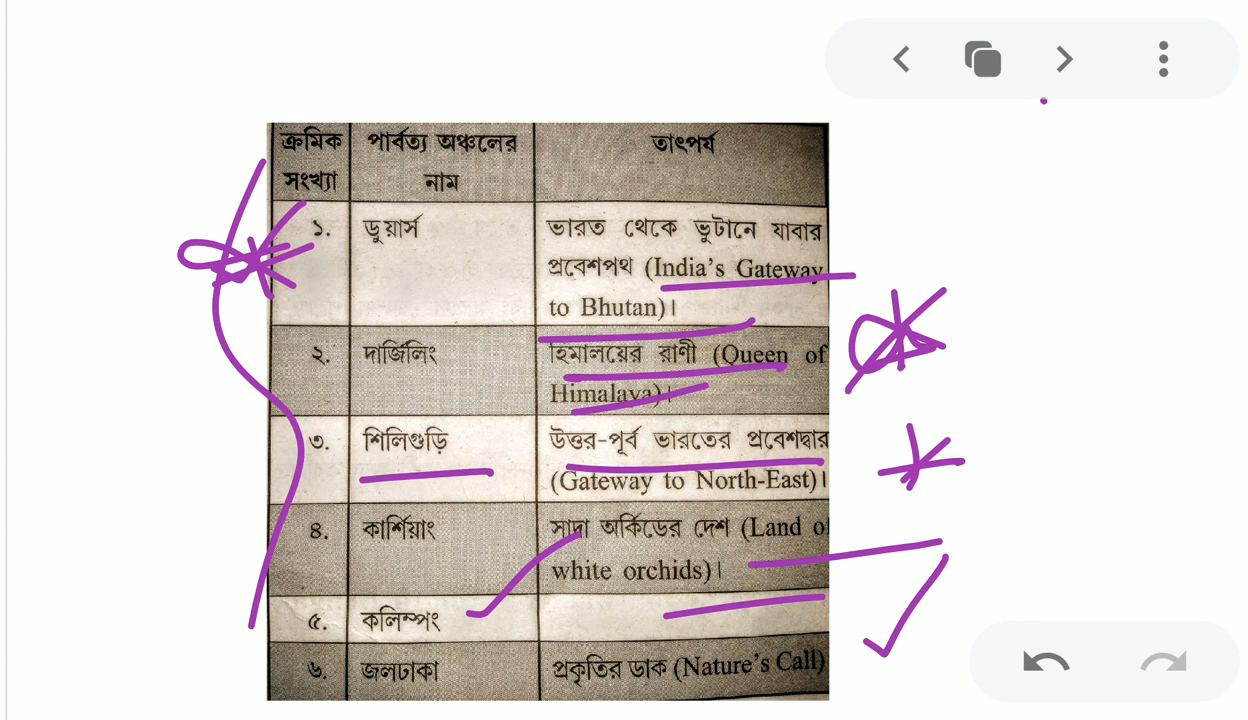 ক্রমিক সংখ্যা পার্বত্য অঞ্চলের নাম তাৎপর্য
১. ডুয়ার্স ভারত থেকে ভুটানে যাবার
প্রবেশপথ (India's Gateway
to Bhutan)।
২. দার্জিলিং হিমালয়ের রাণী (Queen of
Himalaya)।
৩. শিলিগুড়ি উত্তর-পূর্ব ভারতের প্রবেশদ্বার
(Gateway to North-East)।
৪. কার্শিয়াং সাদা অর্কিডের দেশ (Land of
white orchids)।
৫. কলিম্পং
৬. জলঢাকা প্রকৃতির ডাক (Nature's Call)